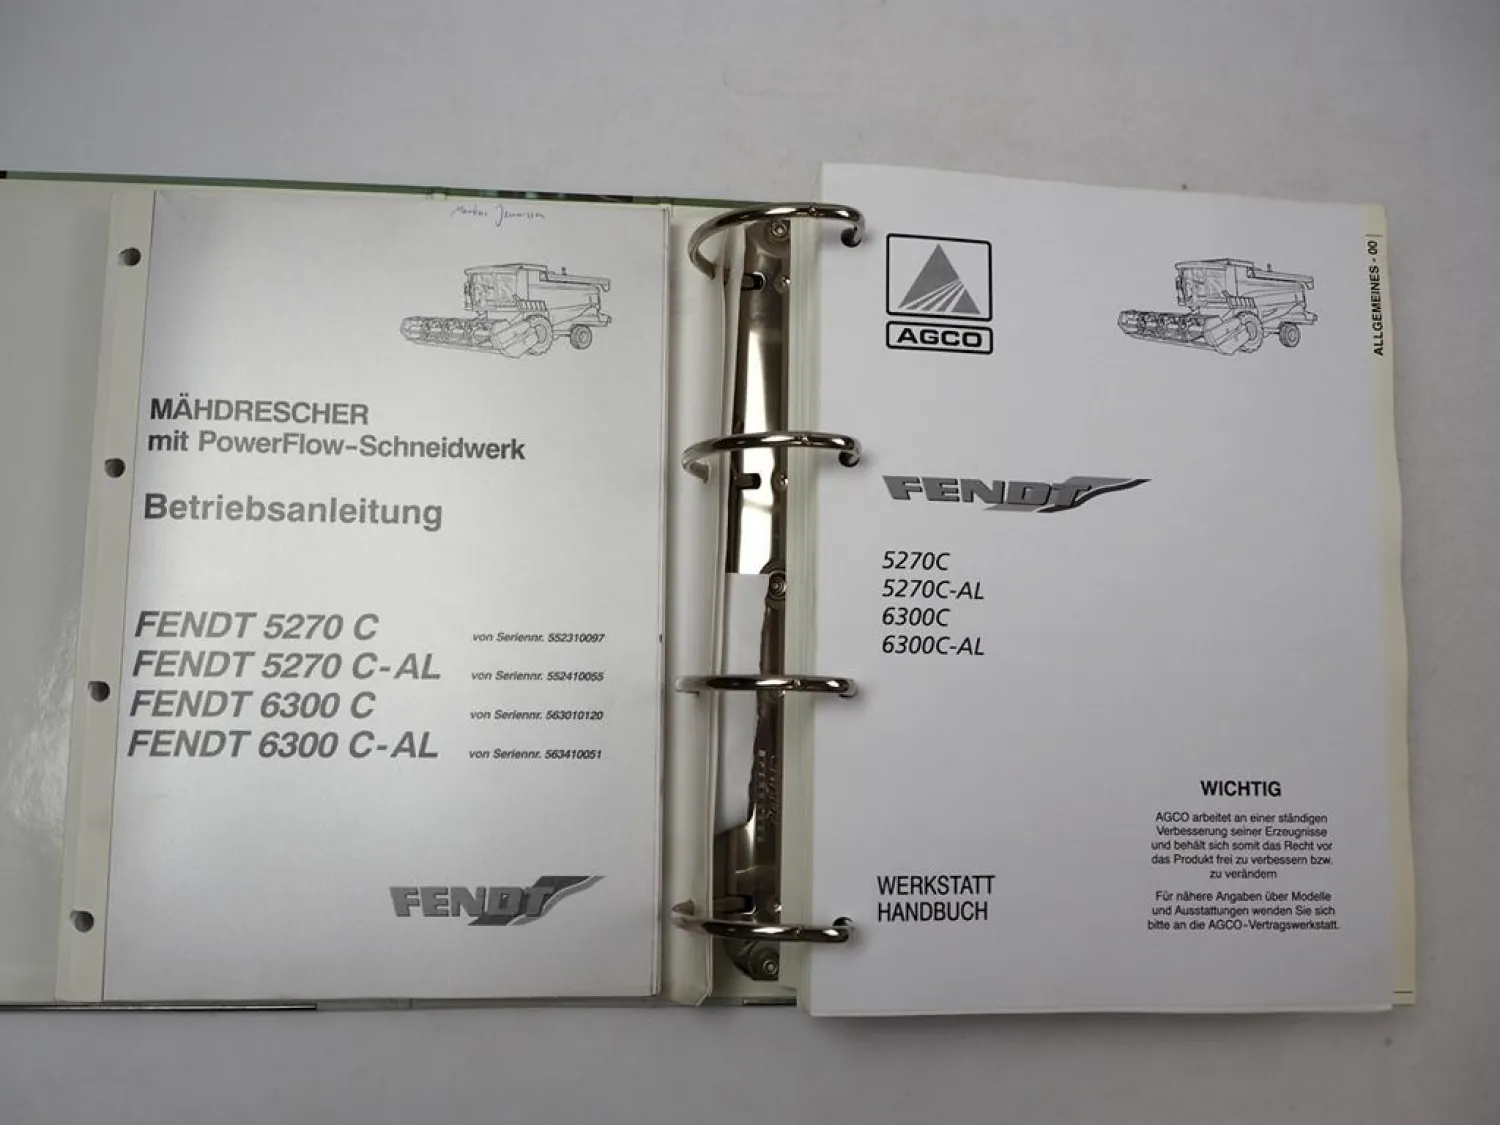 MÄHDRESCHER
mit PowerFlow-Schneidwerk
Betriebsanleitung
FENDT 5270 C von Seriennr. 552310097
FENDT 5270 C-AL von Seriennr. 552410055
FENDT 6300 C von Seriennr. 563010120
FENDT 6300 C-AL von Seriennr. 563410051
FENDT
AGCO
ALLGEMEINES - 00
FENDT
5270C
5270C-AL
6300C
6300C-AL
WICHTIG
AGCO arbeitet an einer ständigen
Verbesserung seiner Erzeugnisse
und behält sich somit das Recht vor
das Produkt frei zu verbessern bzw.
zu verändern
Für nähere Angaben über Modelle
und Ausstattungen wenden Sie sich
bitte an die AGCO-Vertragswerkstatt.
WERKSTATT
HANDBUCH